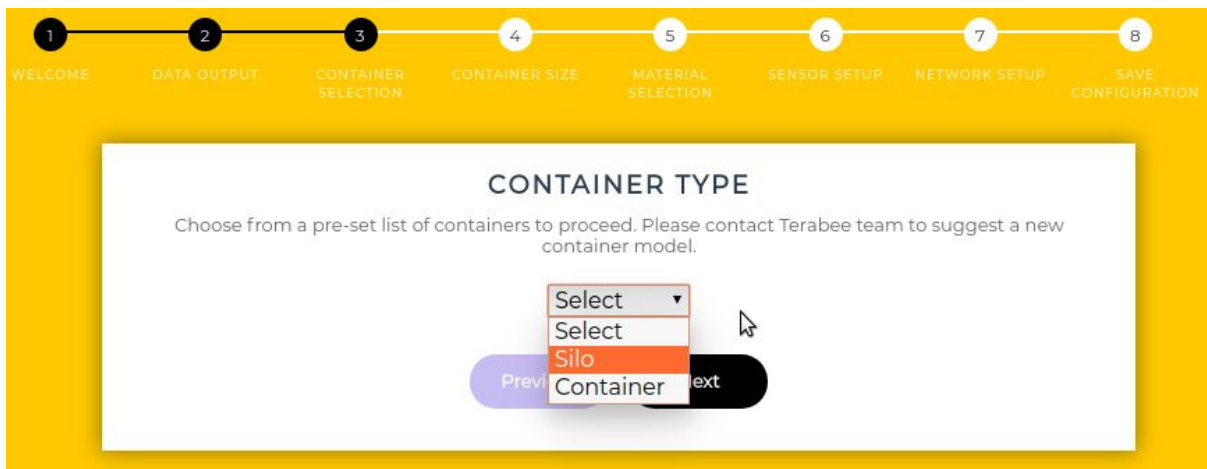 1 2 3 4 5 6 7 8
WELCOME DATA OUTPUT CONTAINER SELECTION CONTAINER SIZE MATERIAL SELECTION SENSOR SETUP NETWORK SETUP SAVE CONFIGURATION
CONTAINER TYPE
Choose from a pre-set list of containers to proceed. Please contact Terabee team to suggest a new
container model.
Select
Select
Silo
Container